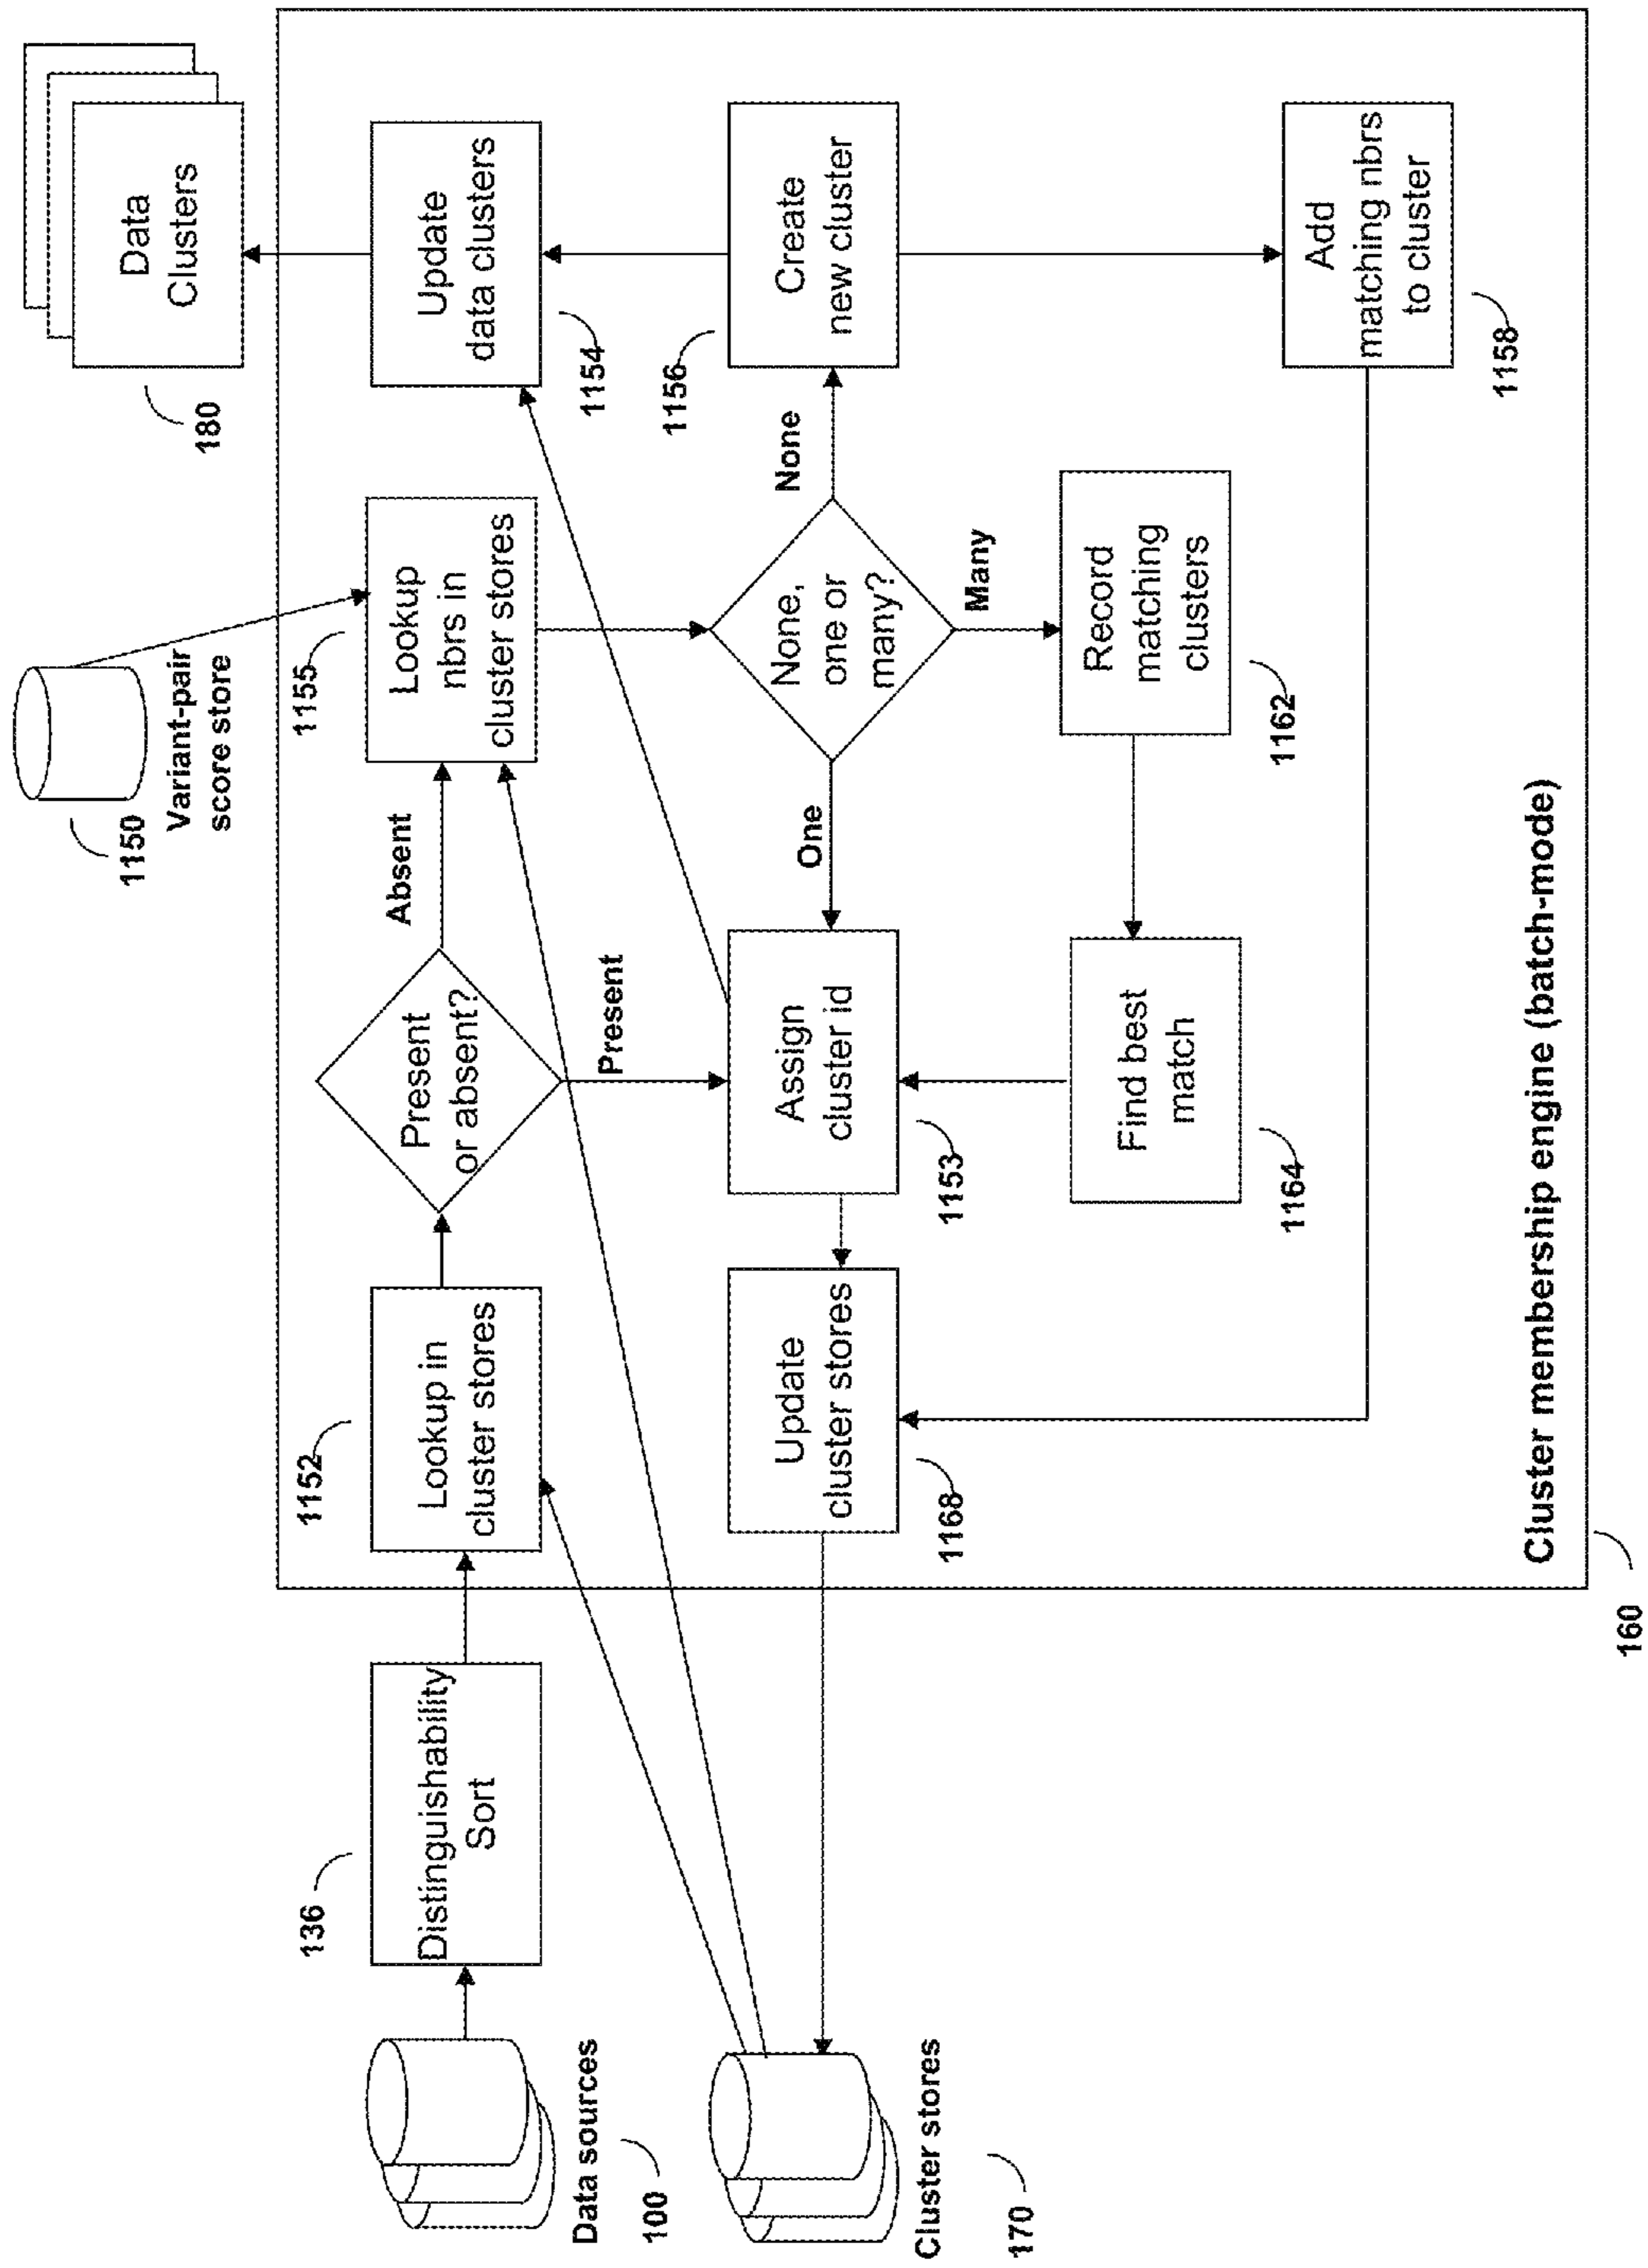 1150
Variant-pair
score store
180
Data
Clusters
136
1152
1155
Data sources
100
Distinguishability
Sort
Lookup in
cluster stores
Present
or absent?
Absent
Lookup
nbrs in
cluster stores
Update
data clusters
1154
Present
1156
Cluster stores
170
Update
cluster stores
1168
Assign
cluster id
1153
One
None,
one or
many?
None
Create
new cluster
Many
Find best
match
1164
Record
matching
clusters
1162
Add
matching nbrs
to cluster
1158
Cluster membership engine (batch-mode)
160